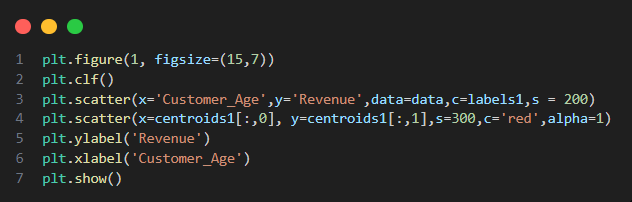 1 plt.figure(1, figsize=(15,7))
2 plt.clf()
3 plt.scatter(x='Customer_Age',y='Revenue',data=data,c=labels1,s = 200)
4 plt.scatter(x=centroids1[:,0], y=centroids1[:,1],s=300,c='red',alpha=1)
5 plt.ylabel('Revenue')
6 plt.xlabel('Customer_Age')
7 plt.show()